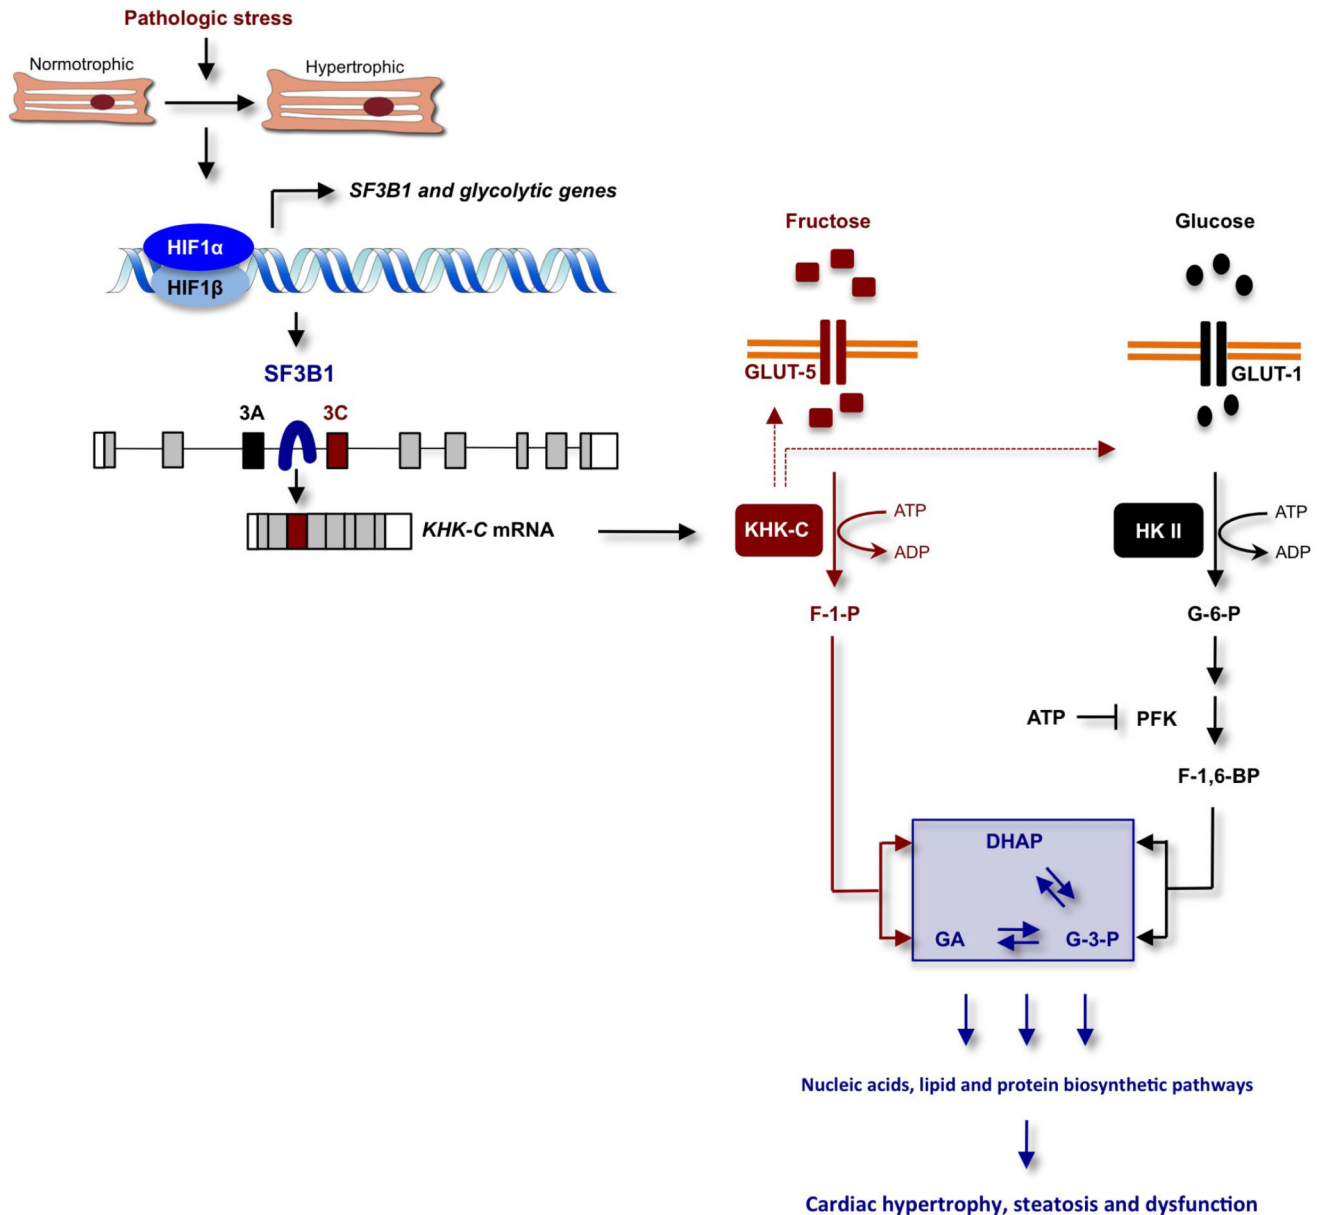 Pathologic stress
Normotrophic
Hypertrophic
SF3B1 and glycolytic genes
HIF1α
HIF1β
SF3B1
3A
3C
KHK-C mRNA
Fructose
Glucose
GLUT-5
GLUT-1
KHK-C
ATP
ADP
HK II
ATP
ADP
F-1-P
G-6-P
ATP
PFK
F-1,6-BP
DHAP
GA
G-3-P
Nucleic acids, lipid and protein biosynthetic pathways
Cardiac hypertrophy, steatosis and dysfunction